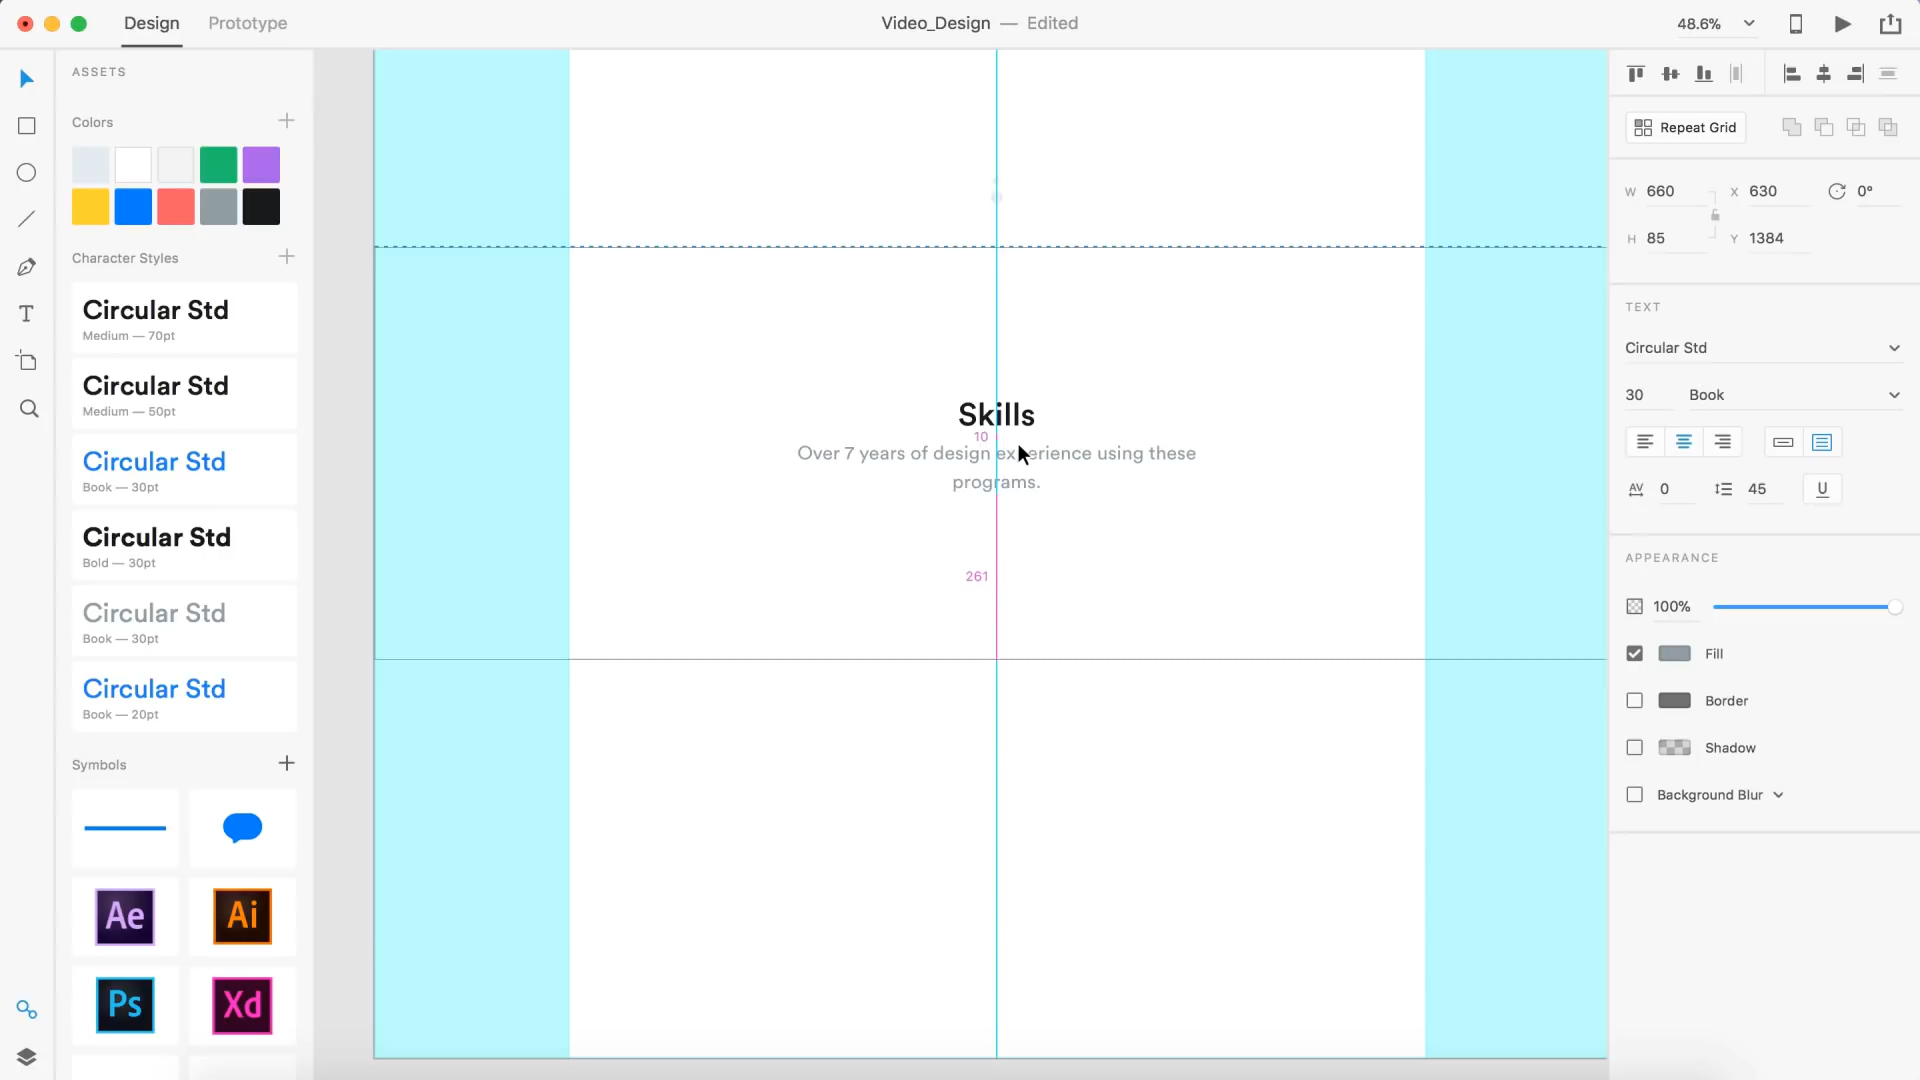 Design
Prototype
Video_Design — Edited
48.6%
ASSETS
Colors
Character Styles
Circular Std
Medium — 70pt
Circular Std
Medium — 50pt
Circular Std
Book — 30pt
Circular Std
Bold — 30pt
Circular Std
Book — 30pt
Circular Std
Book — 20pt
Symbols
Ae
Ai
Ps
Xd
Skills
10
Over 7 years of design experience using these
programs.
261
Repeat Grid
W 660
X 630
0°
H 85
Y 1384
TEXT
Circular Std
30
Book
AV 0
45
U
APPEARANCE
100%
Fill
Border
Shadow
Background Blur